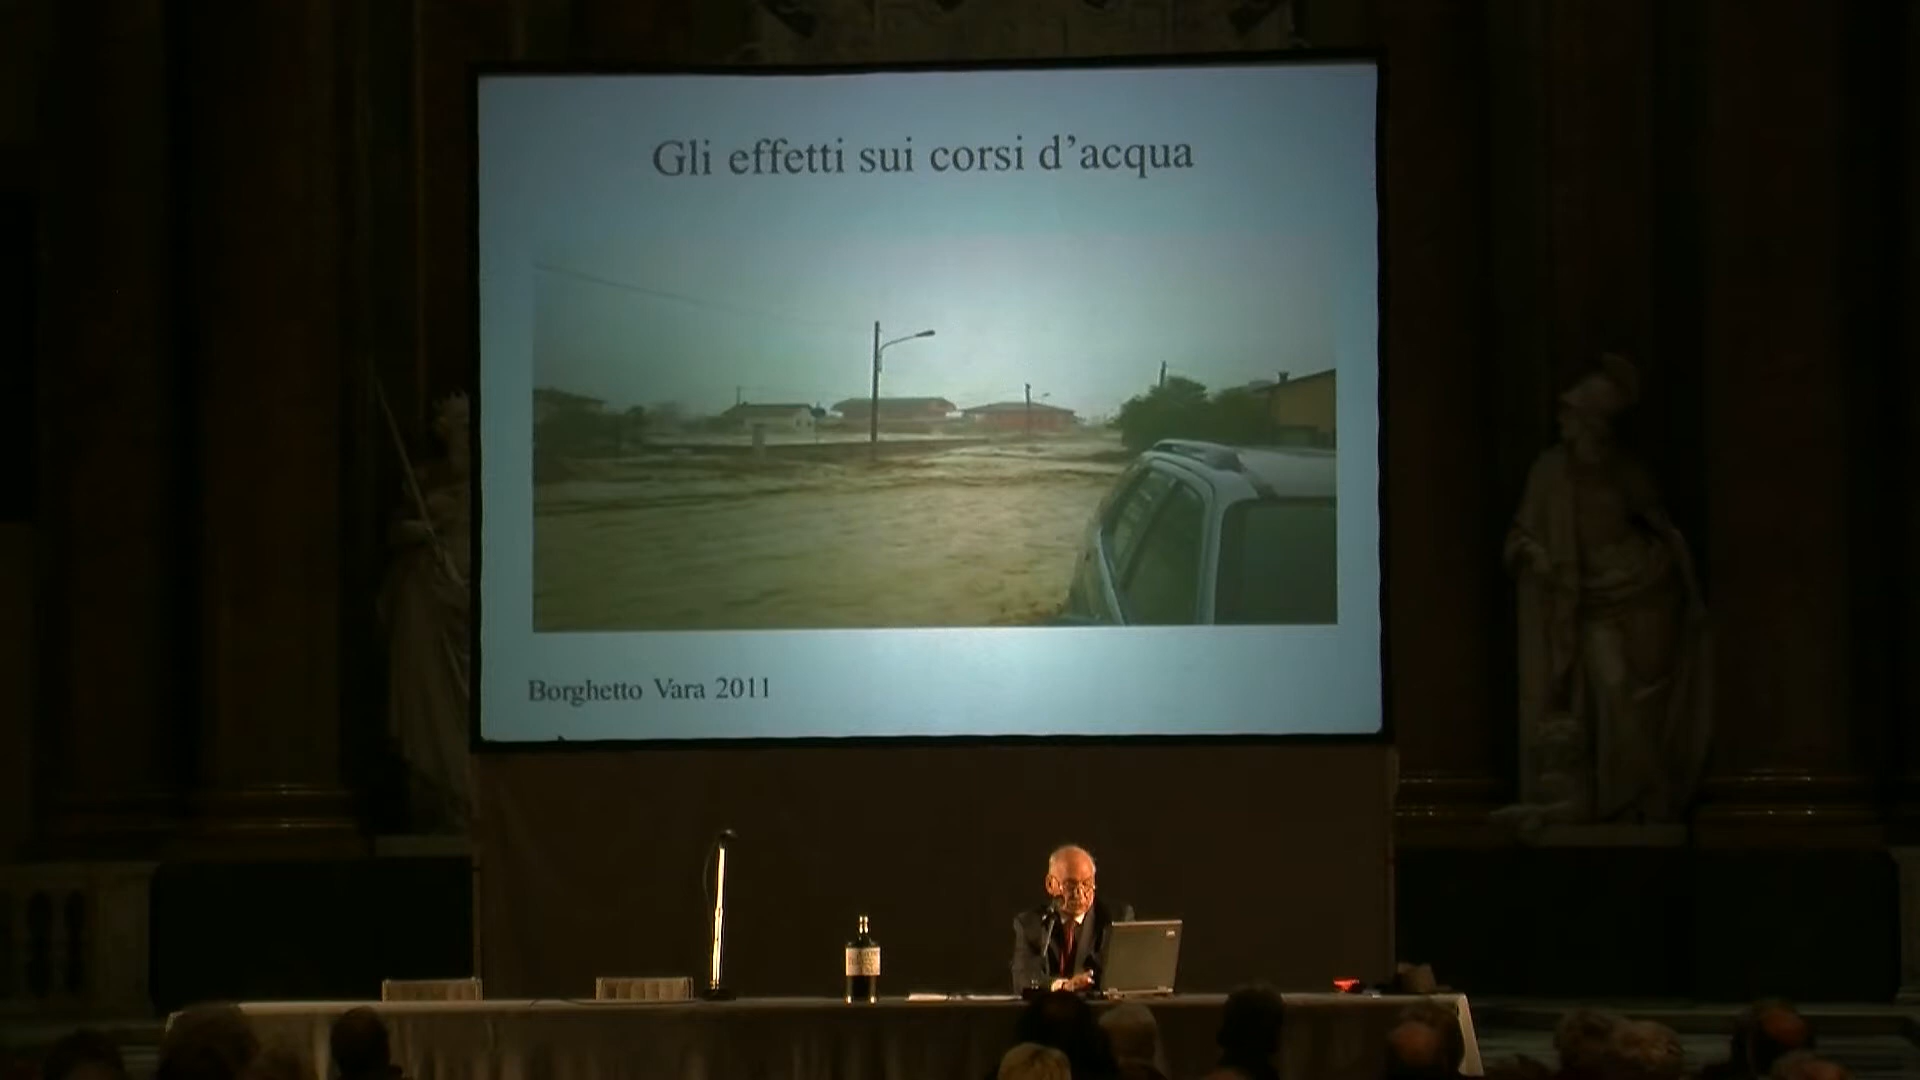 Gli effetti sui corsi d'acqua
Borghetto Vara 2011